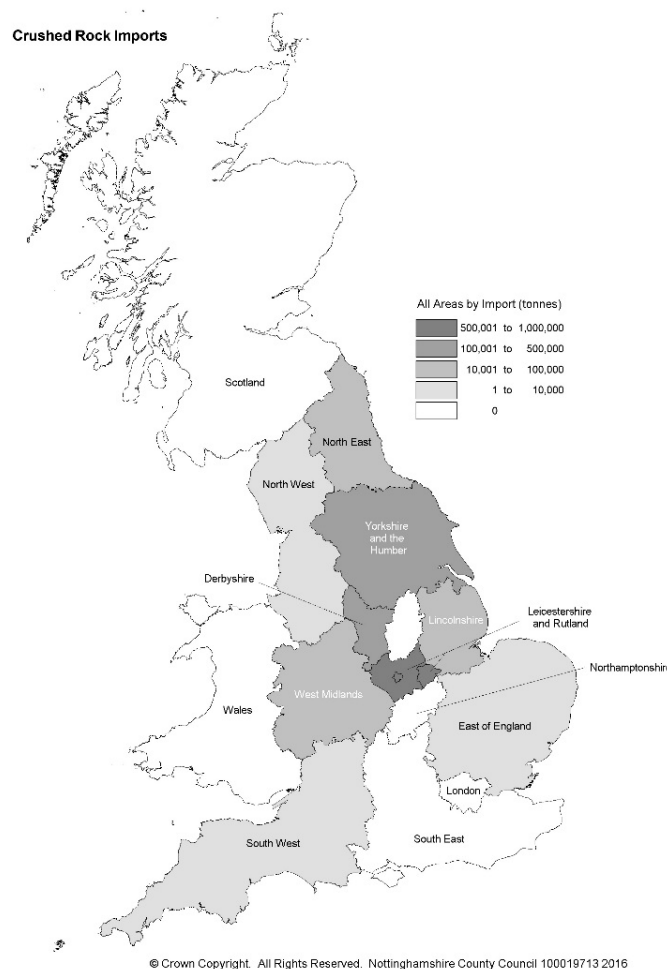 Crushed Rock Imports
All Areas by Import (tonnes)
500,001 to 1,000,000
100,001 to 500,000
10,001 to 100,000
1 to 10,000
0
Scotland
North East
North West
Yorkshire
and the
Humber
Derbyshire
Leicestershire
and Rutland
Lincolnshire
Northamptonshire
West Midlands
Wales
East of England
London
South East
South West
© Crown Copyright. All Rights Reserved. Nottinghamshire County Council 100019713 2016